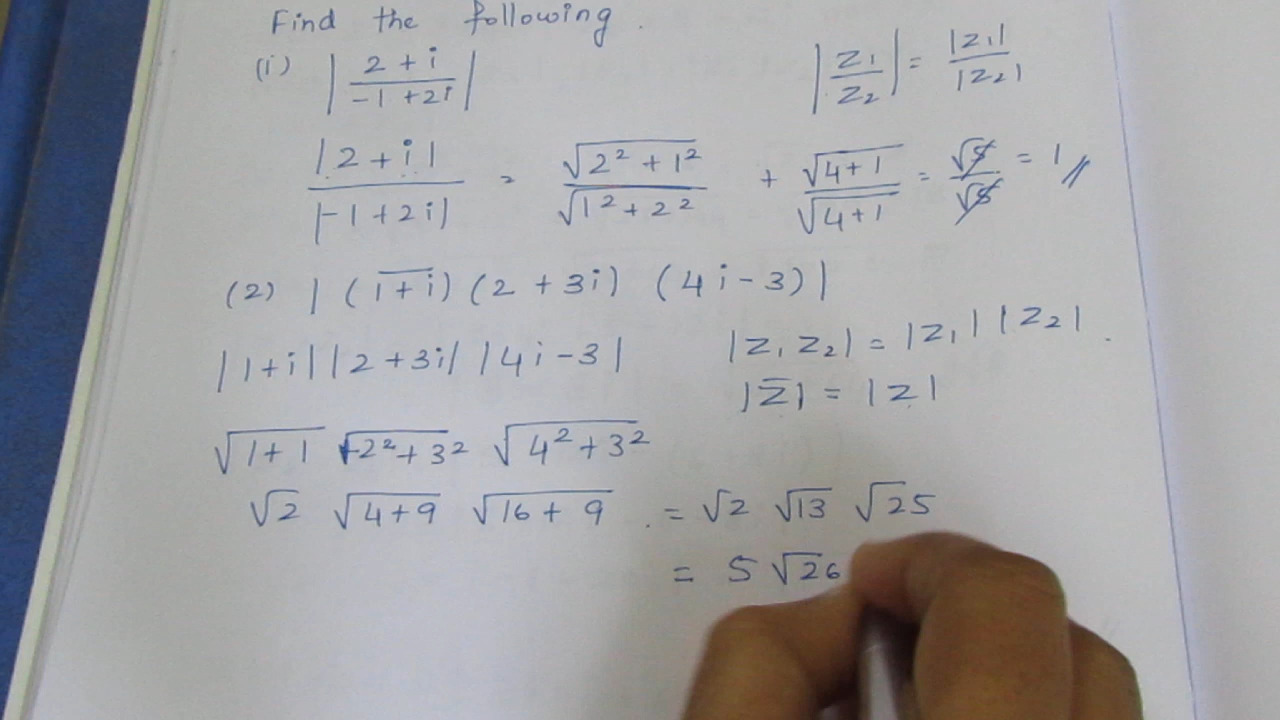 Find the following.
(i) | (2 + i)/(-1 + 2i) | |z₁/z₂| = |z₁|/|z₂|
|2 + i|/|-1 + 2i| = √(2² + 1²)/√(1² + 2²) + √(4+1)/√(4+1) = √5/√5 = 1//
(2) | (1̅+̅i̅) (2 + 3i) (4i - 3) |
|1+i| |2+3i| |4i-3| |z₁ z₂| = |z₁| |z₂|.
|z̅| = |z|
√(1+1) √(2²+3²) √(4²+3²)
√2 √(4+9) √(16+9) . = √2 √13 √25
= 5 √26